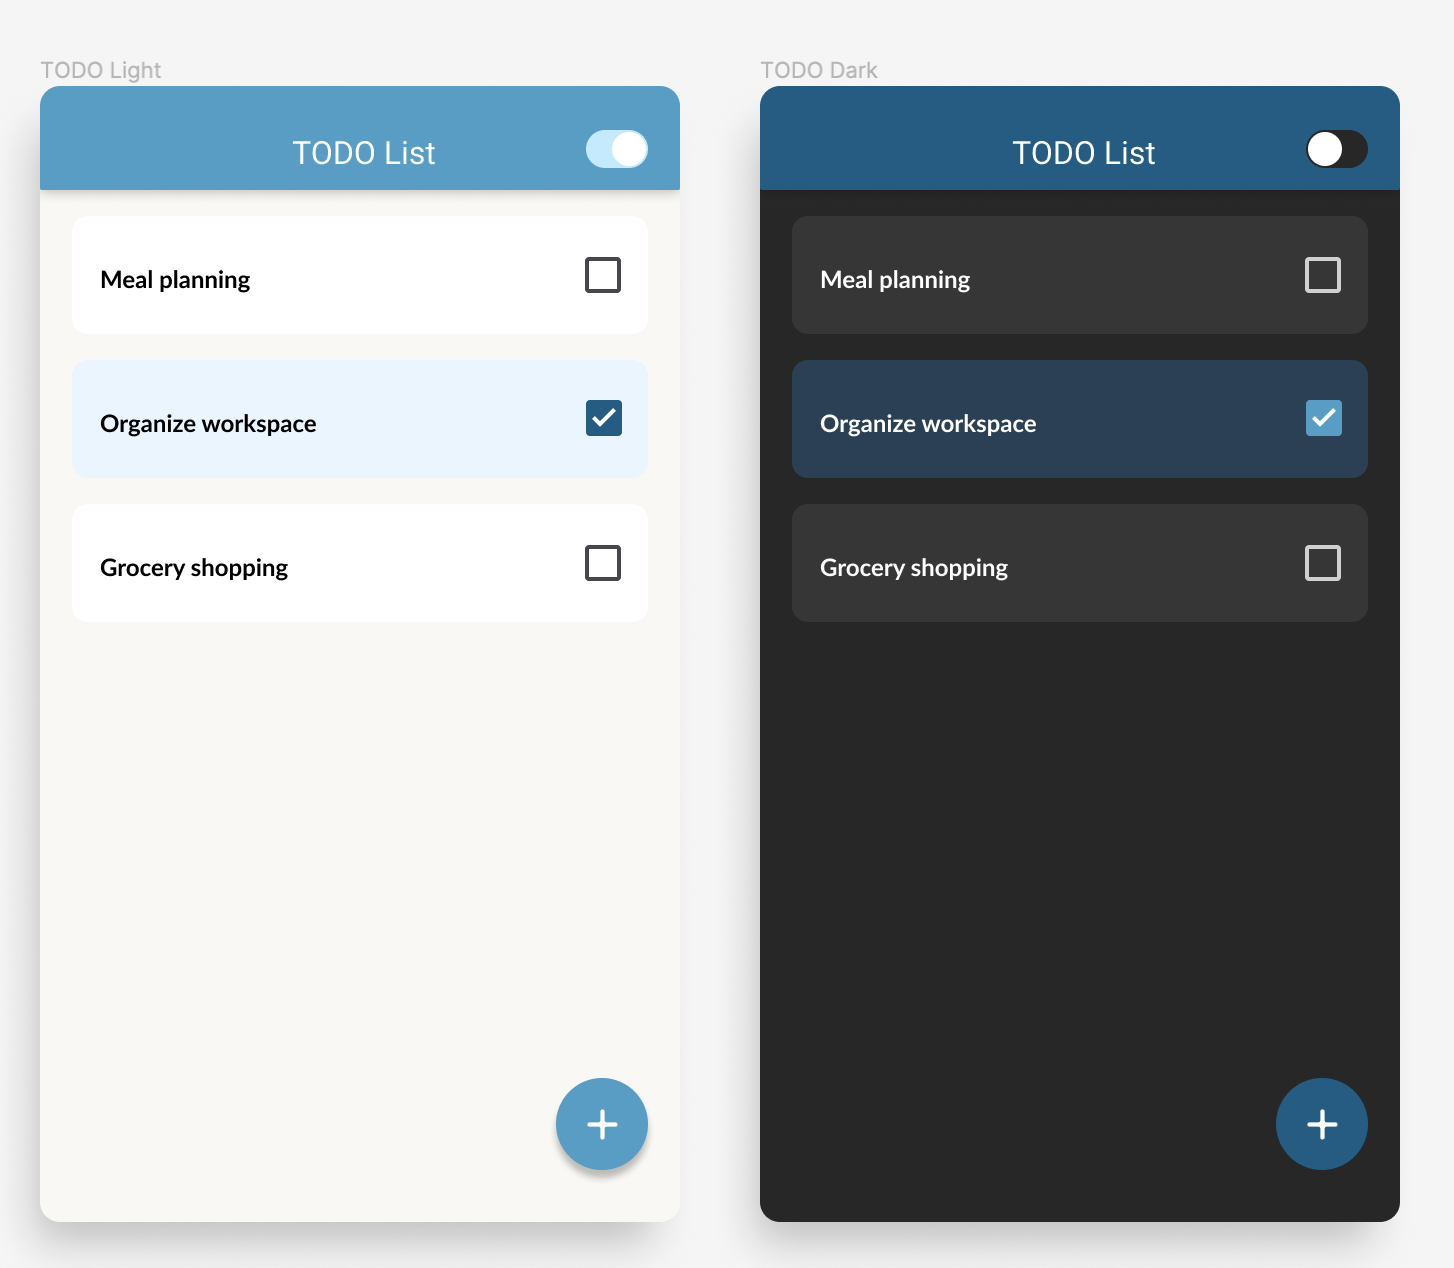 TODO Light
TODO List
Meal planning
Organize workspace
Grocery shopping
TODO Dark
TODO List
Meal planning
Organize workspace
Grocery shopping